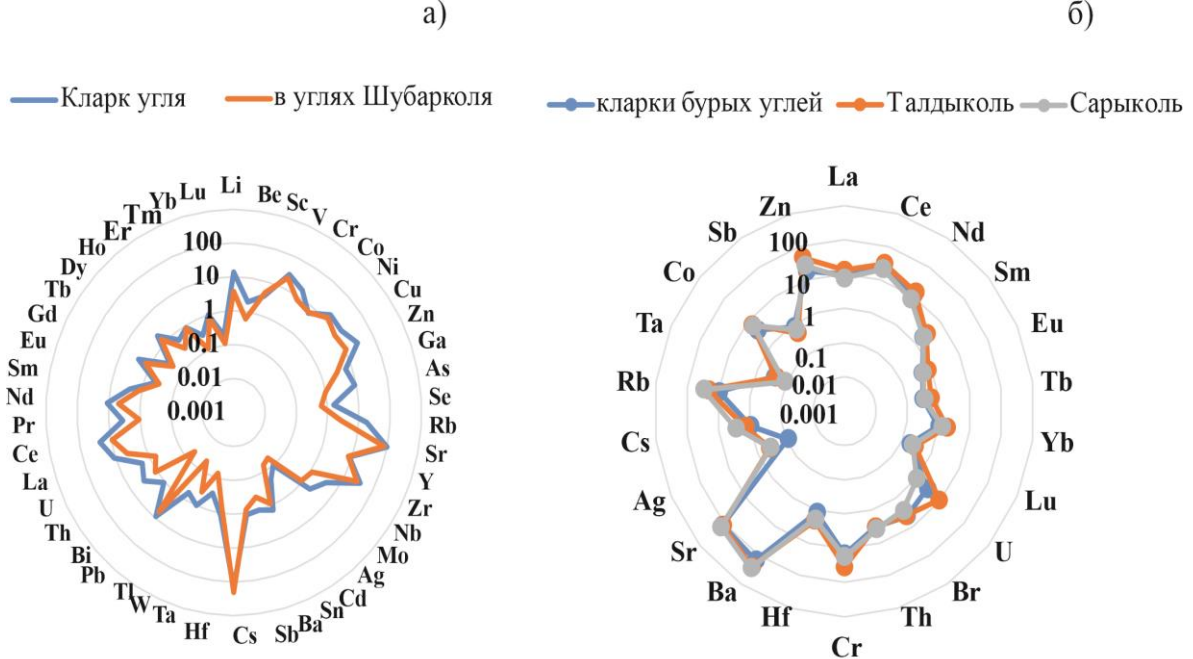 а)
б)
Кларк угля
в углях Шубарколя
кларки бурых углей
Талдыколь
Сарыколь
Li
Be
Sc
V
Cr
Co
Ni
Cu
Zn
Ga
As
Se
Rb
Sr
Y
Zr
Nb
Mo
Ag
Cd
Sn
Ba
Sb
Cs
Hf
Ta
W
Tl
Pb
Bi
Th
U
La
Ce
Pr
Nd
Sm
Eu
Gd
Tb
Dy
Ho
Er
Tm
Yb
Lu
100
10
1
0.1
0.01
0.001
La
Ce
Nd
Sm
Eu
Tb
Yb
Lu
U
Br
Th
Cr
Hf
Ba
Sr
Ag
Cs
Rb
Ta
Co
Sb
Zn
100
10
1
0.1
0.01
0.001